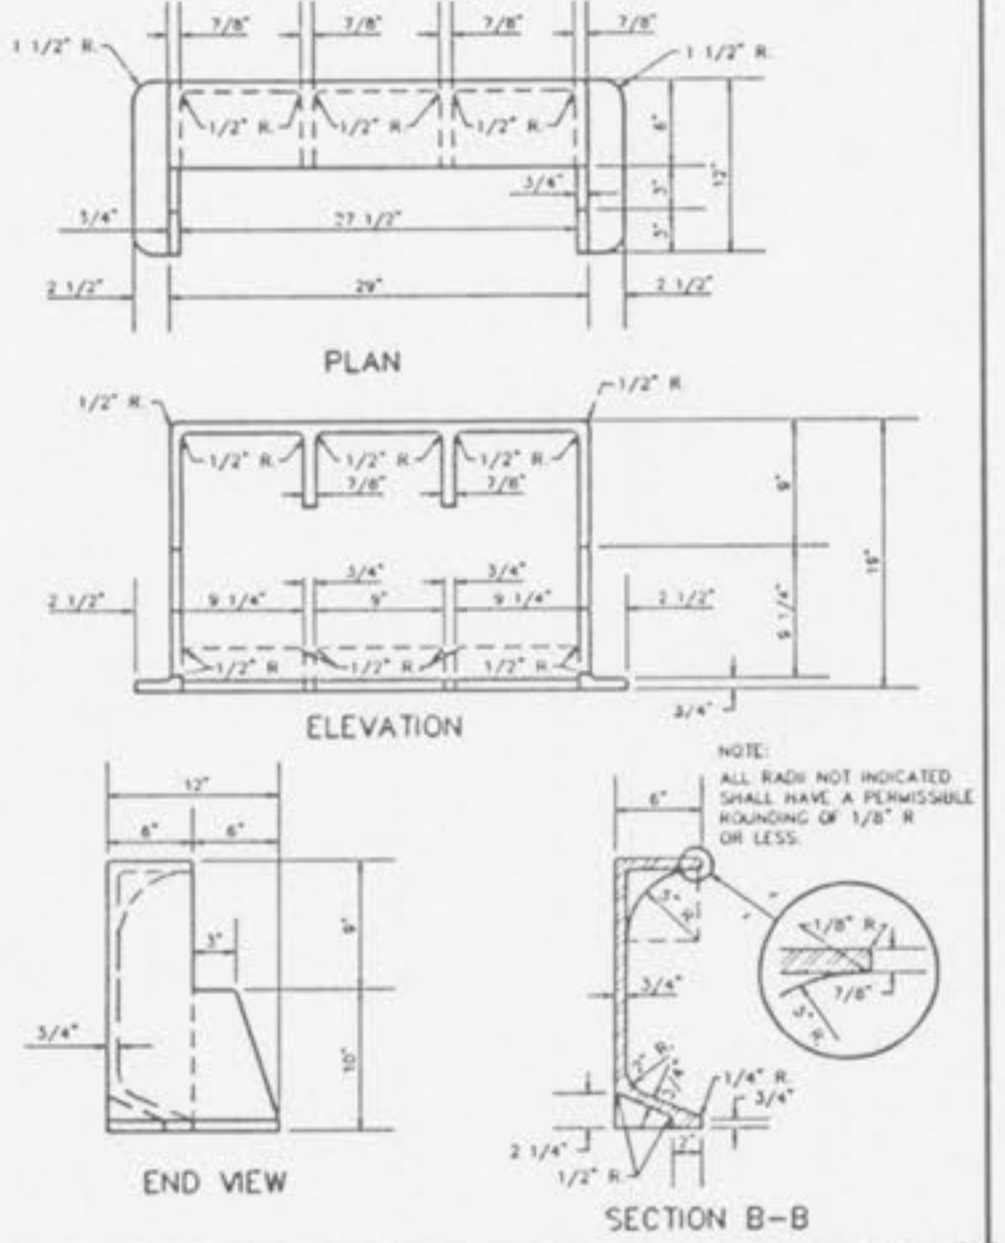 7/8" 7/8" 7/8" 7/8"
1 1/2" R. 1 1/2" R.
1/2" R. 1/2" R. 1/2" R.
6"
12"
3/4" 3"
3/4" 27 1/2" 3"
2 1/2" 29" 2 1/2"
PLAN
1/2" R. 1/2" R.
1/2" R. 1/2" R. 1/2" R.
7/8" 7/8"
9"
3/4" 3/4"
2 1/2" 9 1/4" 9" 9 1/4" 2 1/2"
1/2" R. 1/2" R. 1/2" R.
3/4"
ELEVATION
NOTE:
ALL RADII NOT INDICATED
SHALL HAVE A PERMISSIBLE
ROUNDING OF 1/8" R
OR LESS.
12"
6" 6"
9"
3"
3/4"
10"
END VIEW
6"
3" R.
3/4"
1/8" R.
7/8"
3" R.
2" R.
3/4"
1/4" R.
3/4"
2 1/4"
2"
1/2" R.
SECTION B-B